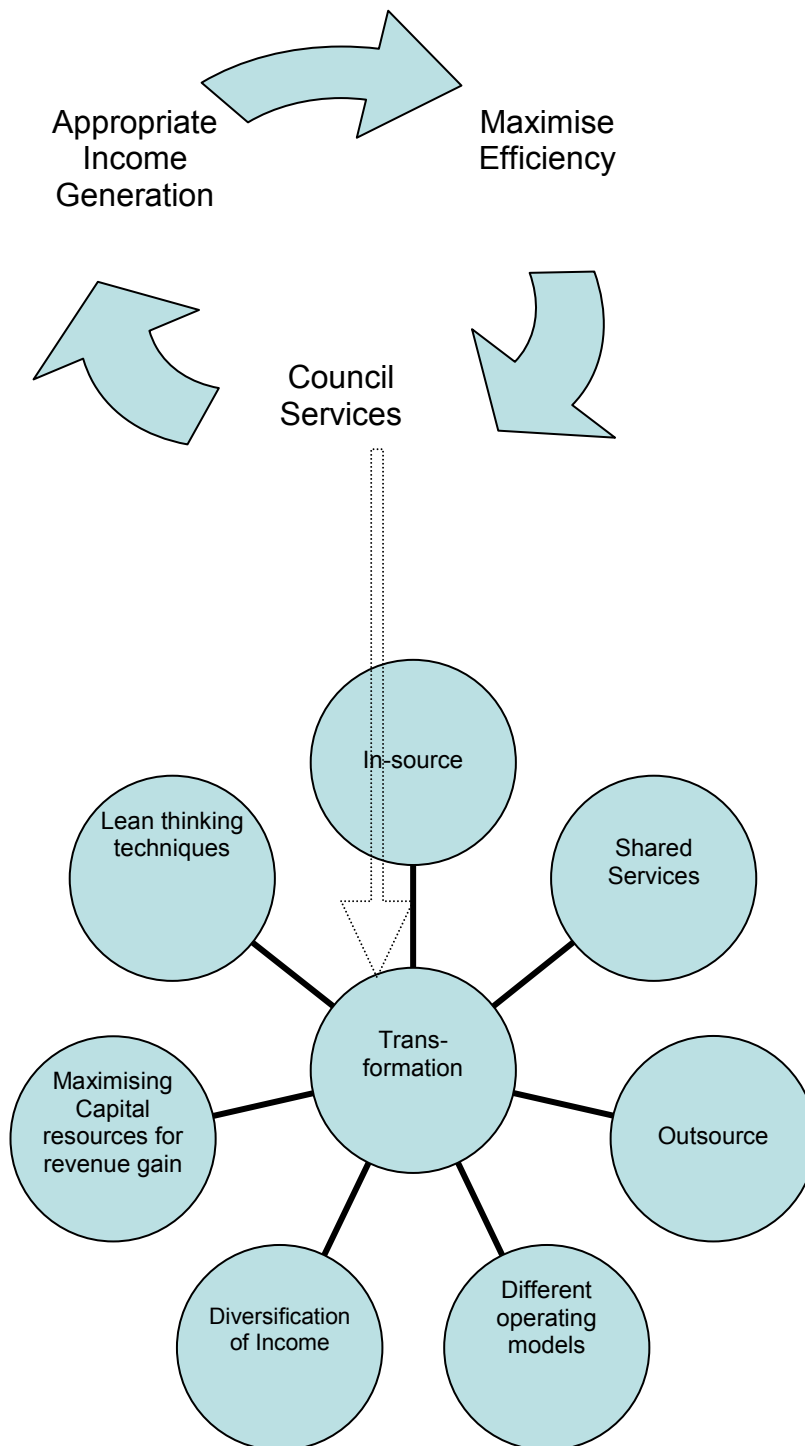 Appropriate
Income
Generation
Maximise
Efficiency
Council
Services
In-source
Lean thinking
techniques
Shared
Services
Trans-
formation
Maximising
Capital
resources for
revenue gain
Outsource
Diversification
of Income
Different
operating
models